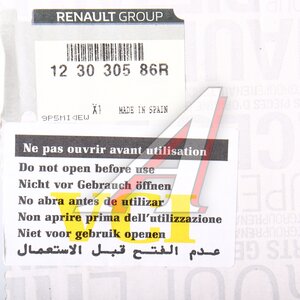 RENAULT GROUP
12 30 305 86R
X1 MADE IN SPAIN
Ne pas ouvrir avant utilisation
Do not open before use
Nicht vor Gebrauch öffnen
No abra antes de utilizar
Non aprire prima dell'utilizzazione
Niet voor gebruik openen
عدم الفتح قبل الاستعمال
VCI